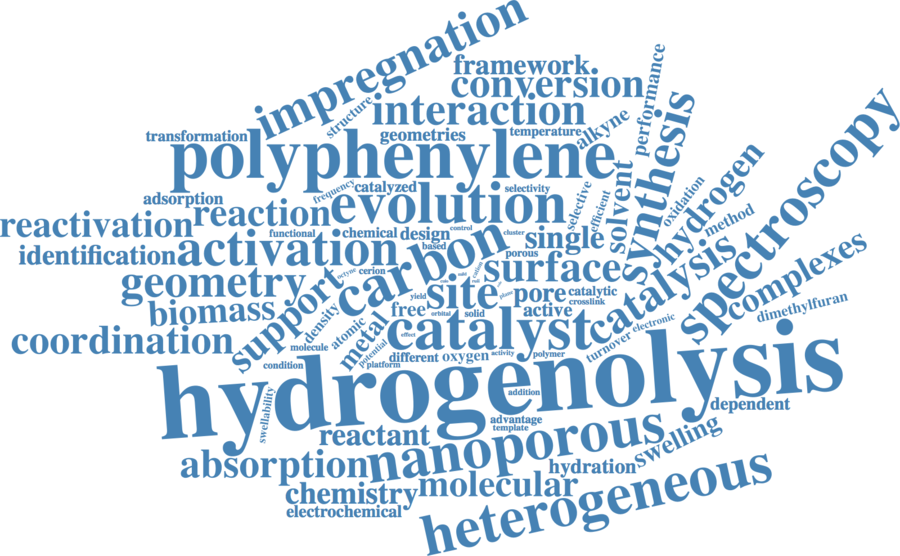 impregnation
framework.
conversion
performance
structure
interaction
transformation
geometries
temperature
alkyne
polyphenylene
synthesis
spectroscopy
adsorption
frequency
catalyzed
selectivity
selective
efficient
solvent
oxidation
hydrogen
reactivation
reaction
evolution
method
functional
chemical
design
control
cluster
single
identification
activation
based
porous
carbon
surface
catalysis
complexes
geometry
support
octyne
cerion
site
pore
catalytic
crosslink
dimethylfuran
biomass
density
yield
free
orbital
solid
plane
active
coordination
molecule
atomic
metal
potential
effect
catalyst
turnover
electronic
condition
platform
different
oxygen
activity
polymer
hydrogenolysis
swellability
addition
dependent
advantage
template
reactant
nanoporous
swelling
absorption
hydration
chemistry
molecular
heterogeneous
electrochemical